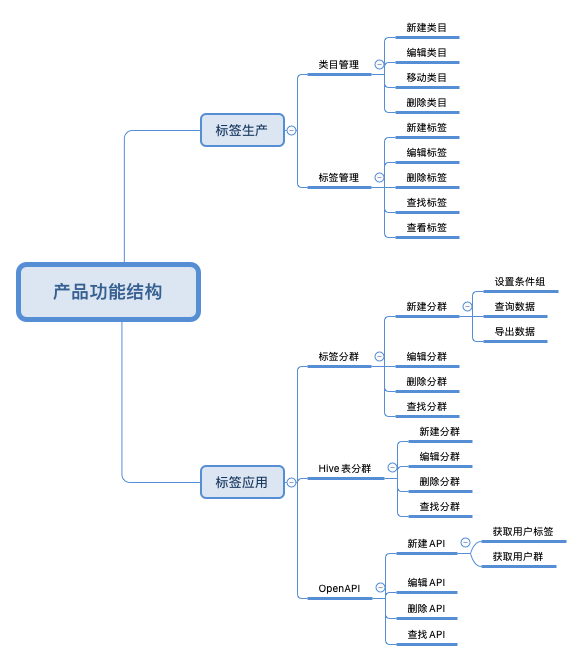 产品功能结构
标签生产
类目管理
新建类目
编辑类目
移动类目
删除类目
标签管理
新建标签
编辑标签
删除标签
查找标签
查看标签
标签应用
标签分群
新建分群
设置条件组
查询数据
导出数据
编辑分群
删除分群
查找分群
Hive 表分群
新建分群
编辑分群
删除分群
查找分群
OpenAPI
新建 API
获取用户标签
获取用户群
编辑 API
删除 API
查找 API